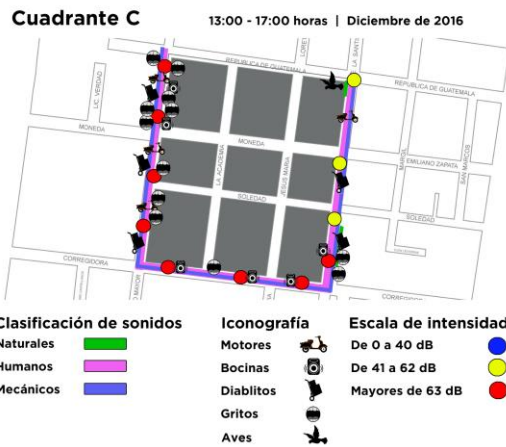 Cuadrante C
13:00 - 17:00 horas | Diciembre de 2016
REPUBLICA DE GUATEMALA
REPUBLICA DE GUATEMALA
LIC. VERDAD
LA SANTI
MONEDA
MONEDA
LA ACADEMIA
JESUS MARIA
EMILIANO ZAPATA
SAN MARCOS
SOLEDAD
SOLEDAD
CORREGIDORA
CORREGIDORA
Clasificación de sonidos
Naturales
Humanos
Mecánicos
Iconografía
Motores
Bocinas
Diablitos
Gritos
Aves
Escala de intensidad
De 0 a 40 dB
De 41 a 62 dB
Mayores de 63 dB